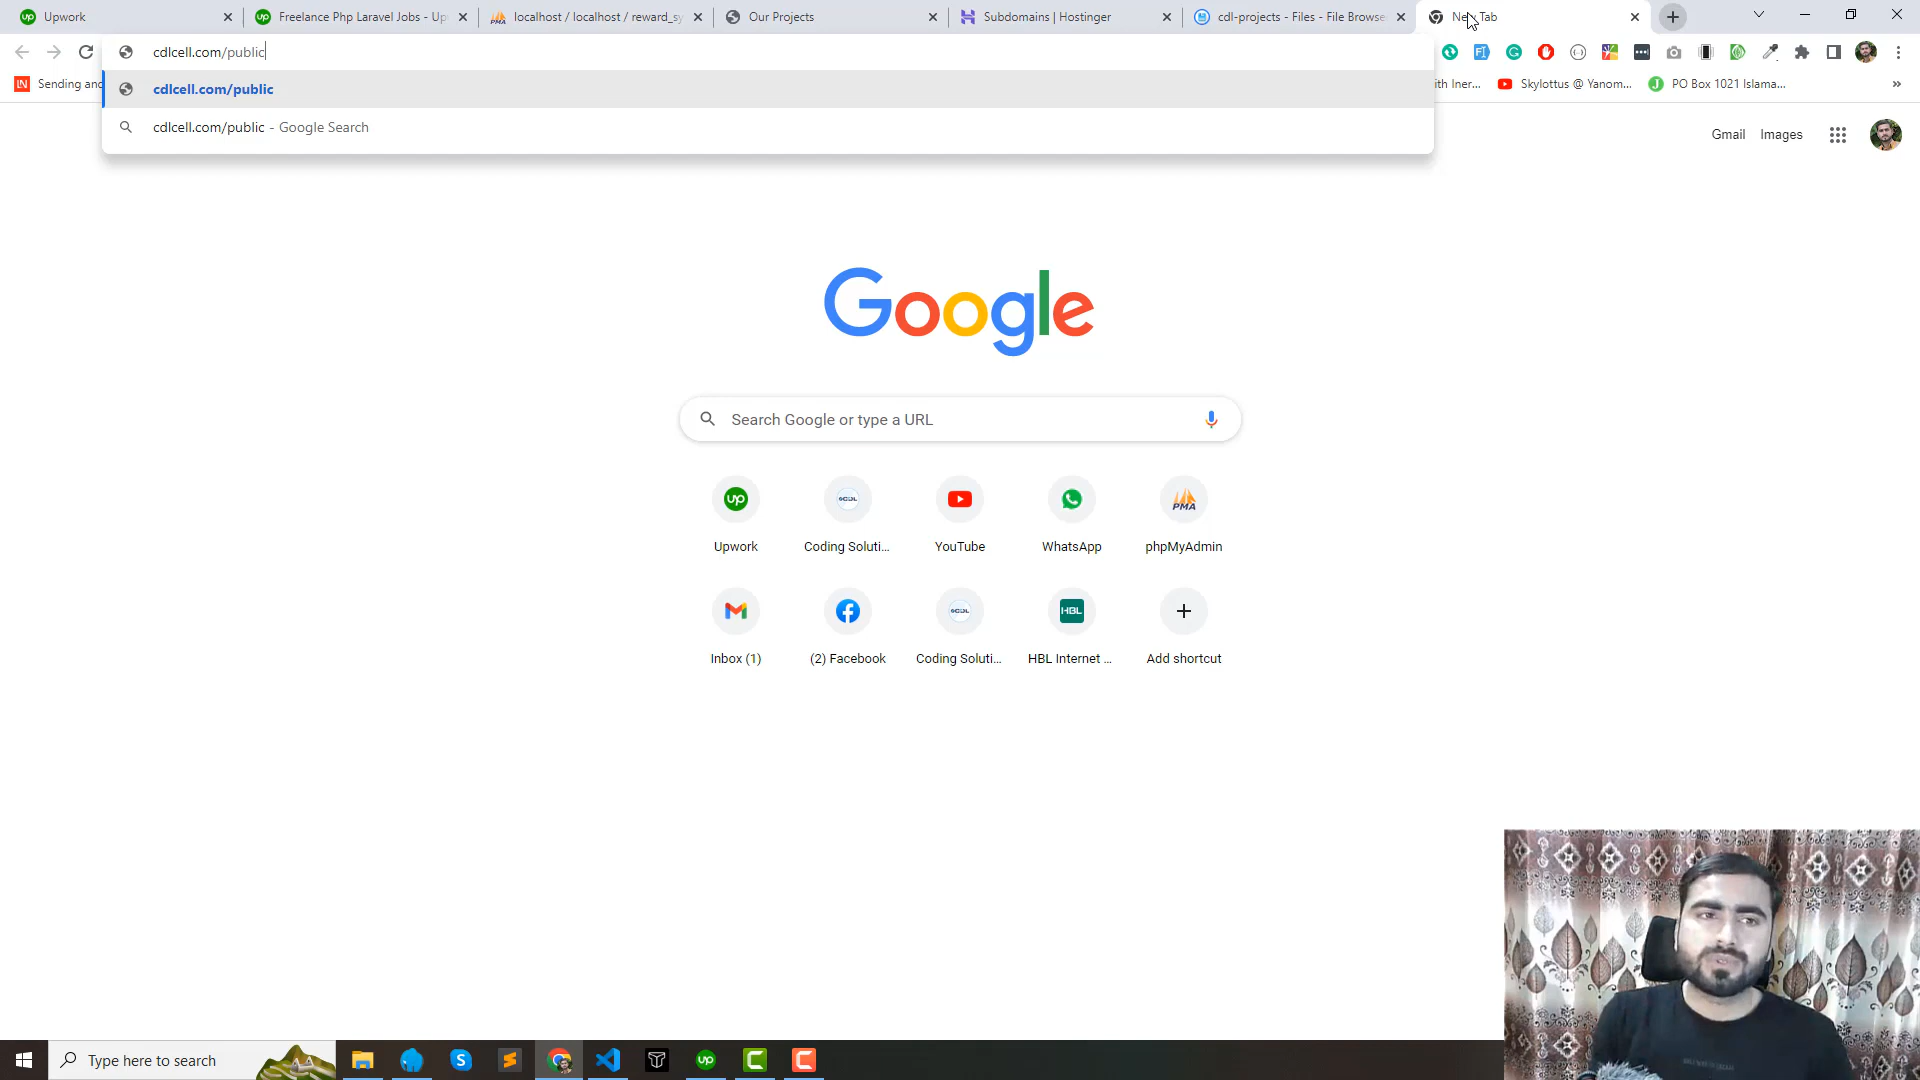 Upwork
Freelance Php Laravel Jobs - Up
localhost / localhost / reward_sy
Our Projects
Subdomains | Hostinger
cdl-projects - Files - File Browse
New Tab
cdlcell.com/public
Sending and
ith Iner...
Skylottus @ Yanom...
PO Box 1021 Islama...
cdlcell.com/public
cdlcell.com/public - Google Search
Gmail
Images
Google
Search Google or type a URL
Upwork
Coding Soluti...
YouTube
WhatsApp
phpMyAdmin
Inbox (1)
(2) Facebook
Coding Soluti...
HBL Internet ...
Add shortcut
Type here to search